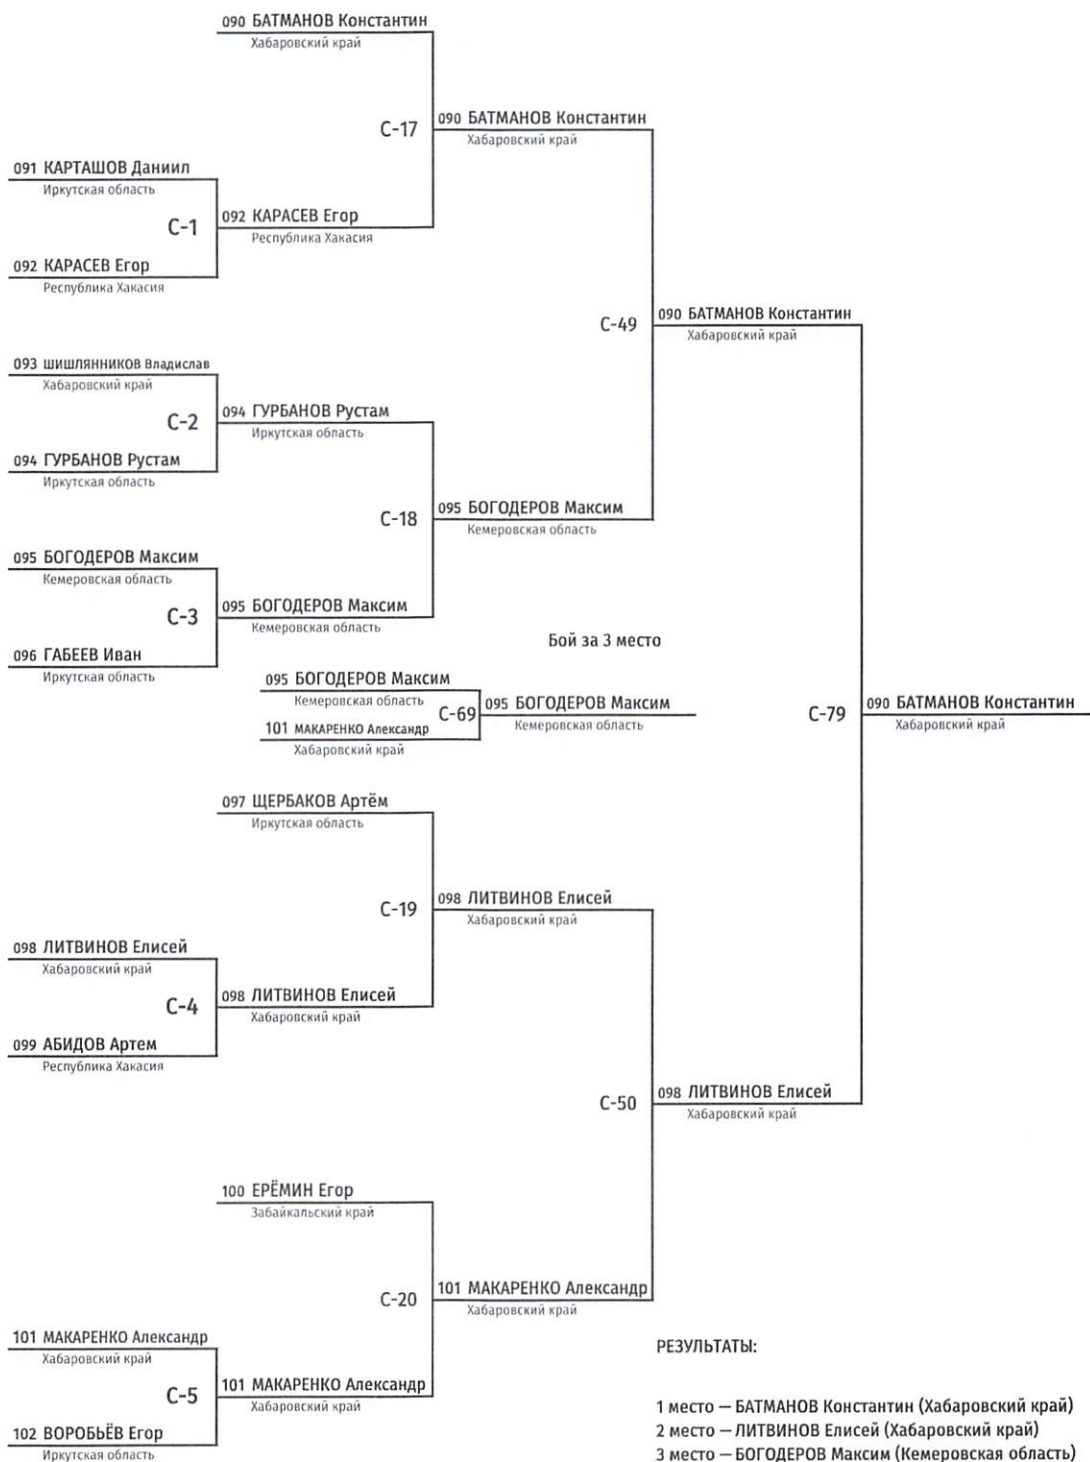 090 БАТМАНОВ Константин
Хабаровский край
С-17
090 БАТМАНОВ Константин
Хабаровский край
091 КАРТАШОВ Даниил
Иркутская область
С-1
092 КАРАСЕВ Егор
Республика Хакасия
092 КАРАСЕВ Егор
Республика Хакасия
С-49
090 БАТМАНОВ Константин
Хабаровский край
093 ШИШЛЯННИКОВ Владислав
Хабаровский край
С-2
094 ГУРБАНОВ Рустам
Иркутская область
094 ГУРБАНОВ Рустам
Иркутская область
С-18
095 БОГОДЕРОВ Максим
Кемеровская область
095 БОГОДЕРОВ Максим
Кемеровская область
С-3
095 БОГОДЕРОВ Максим
Кемеровская область
096 ГАБЕЕВ Иван
Иркутская область
Бой за 3 место
095 БОГОДЕРОВ Максим
Кемеровская область
С-69
095 БОГОДЕРОВ Максим
Кемеровская область
101 МАКАРЕНКО Александр
Хабаровский край
С-79
090 БАТМАНОВ Константин
Хабаровский край
097 ЩЕРБАКОВ Артём
Иркутская область
С-19
098 ЛИТВИНОВ Елисей
Хабаровский край
098 ЛИТВИНОВ Елисей
Хабаровский край
С-4
098 ЛИТВИНОВ Елисей
Хабаровский край
099 АБИДОВ Артем
Республика Хакасия
С-50
098 ЛИТВИНОВ Елисей
Хабаровский край
100 ЕРЁМИН Егор
Забайкальский край
С-20
101 МАКАРЕНКО Александр
Хабаровский край
101 МАКАРЕНКО Александр
Хабаровский край
С-5
101 МАКАРЕНКО Александр
Хабаровский край
102 ВОРОБЬЁВ Егор
Иркутская область
РЕЗУЛЬТАТЫ:
1 место — БАТМАНОВ Константин (Хабаровский край)
2 место — ЛИТВИНОВ Елисей (Хабаровский край)
3 место — БОГОДЕРОВ Максим (Кемеровская область)